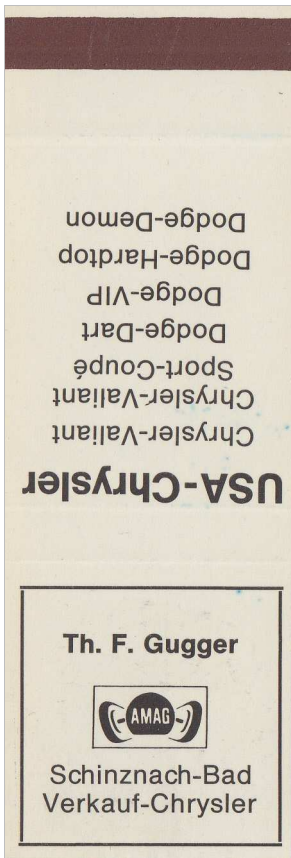 USA-Chrysler
Chrysler-Valiant
Chrysler-Valiant
Sport-Coupé
Dodge-Dart
Dodge-VIP
Dodge-Hardtop
Dodge-Demon
Th. F. Gugger
AMAG
Schinznach-Bad
Verkauf-Chrysler